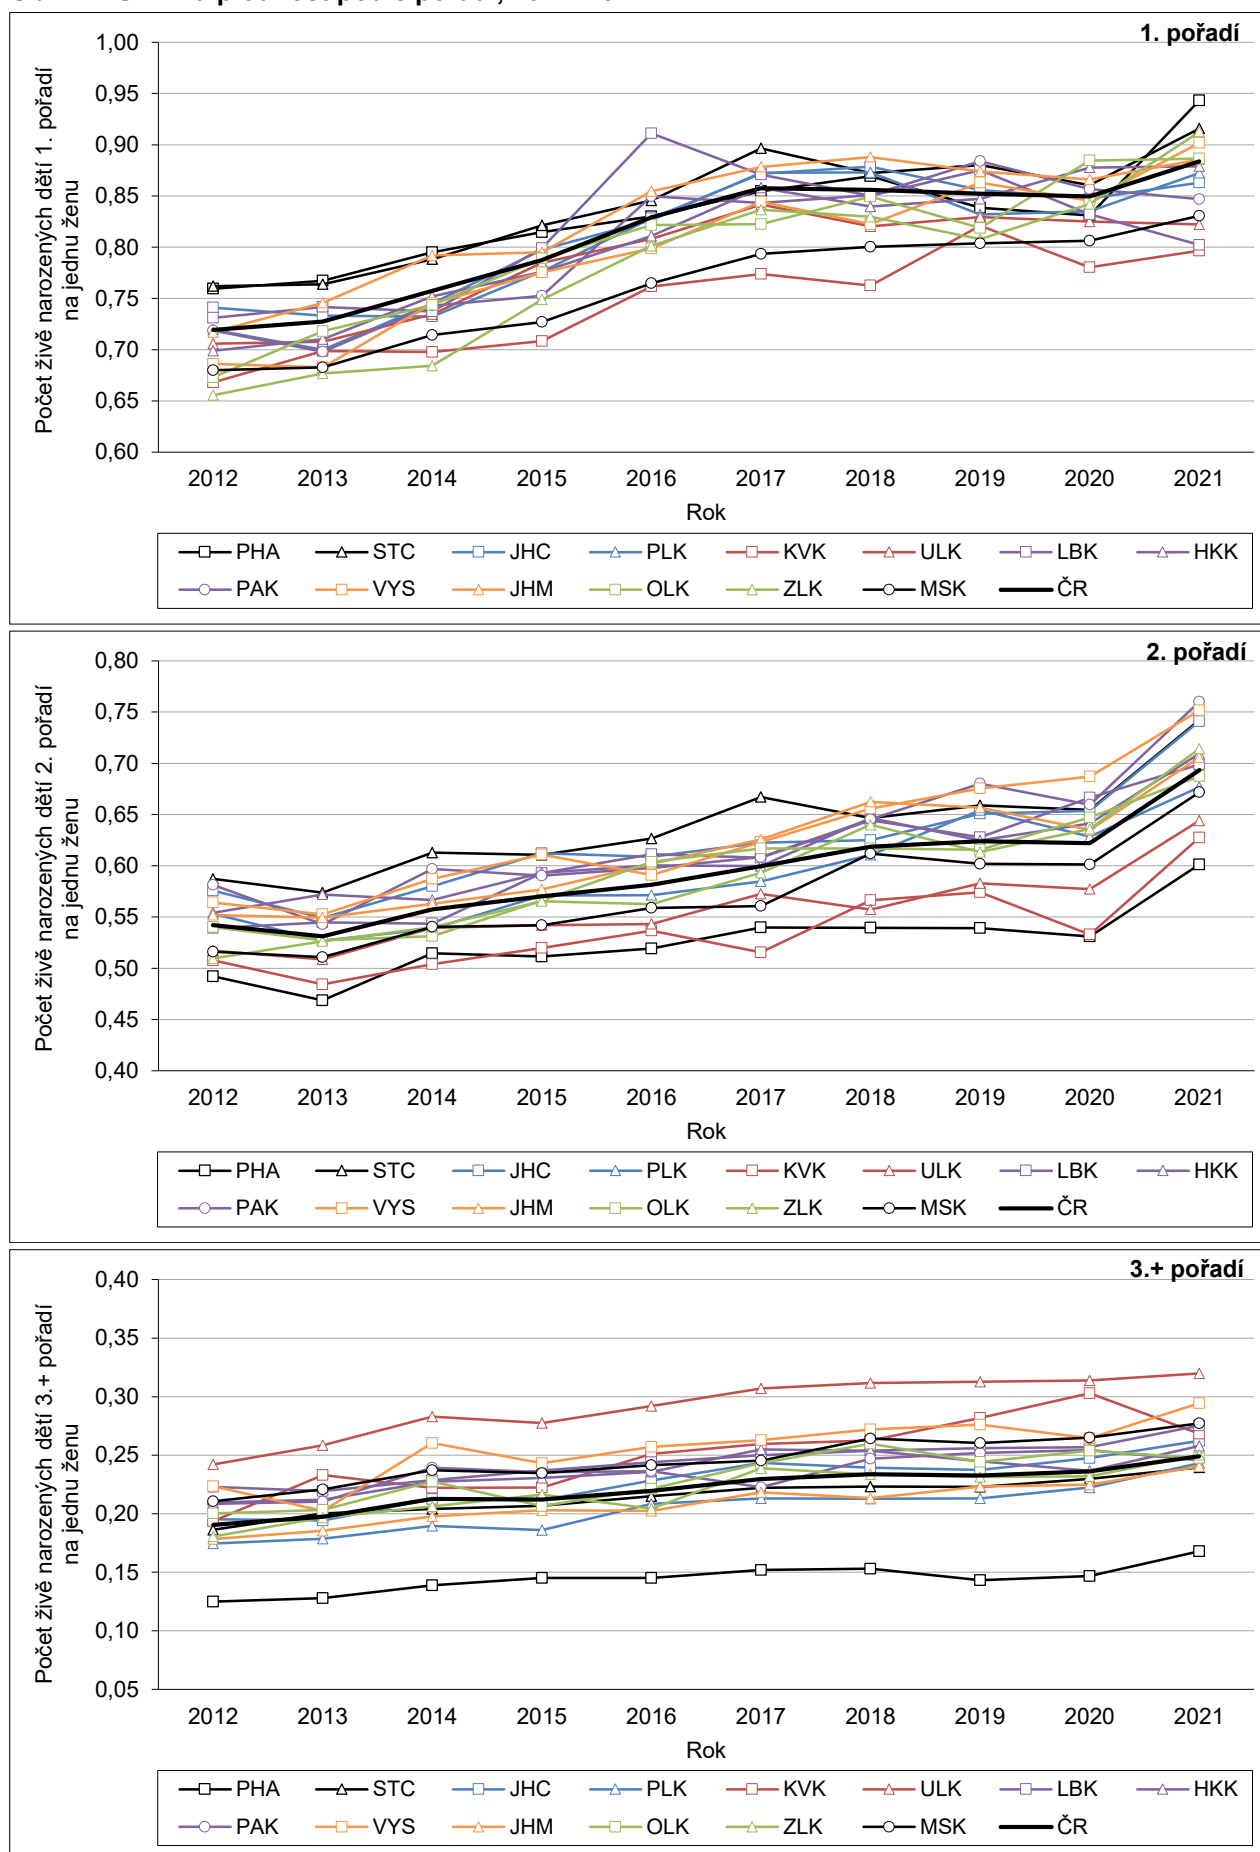 1. pořadí
Počet živě narozených dětí 1. pořadí
na jednu ženu
1,00
0,95
0,90
0,85
0,80
0,75
0,70
0,65
0,60
2012 2013 2014 2015 2016 2017 2018 2019 2020 2021
Rok
PHA STC JHC PLK KVK ULK LBK HKK
PAK VYS JHM OLK ZLK MSK ČR
2. pořadí
Počet živě narozených dětí 2. pořadí
na jednu ženu
0,80
0,75
0,70
0,65
0,60
0,55
0,50
0,45
0,40
2012 2013 2014 2015 2016 2017 2018 2019 2020 2021
Rok
PHA STC JHC PLK KVK ULK LBK HKK
PAK VYS JHM OLK ZLK MSK ČR
3.+ pořadí
Počet živě narozených dětí 3.+ pořadí
na jednu ženu
0,40
0,35
0,30
0,25
0,20
0,15
0,10
0,05
2012 2013 2014 2015 2016 2017 2018 2019 2020 2021
Rok
PHA STC JHC PLK KVK ULK LBK HKK
PAK VYS JHM OLK ZLK MSK ČR